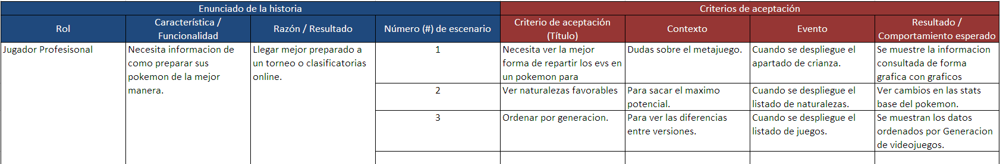 Enunciado de la historia
Criterios de aceptación
Rol
Característica /
Funcionalidad
Razón / Resultado
Número (#) de escenario
Criterio de aceptación
(Título)
Contexto
Evento
Resultado /
Comportamiento esperado
Jugador Profesisonal
Necesita informacion de
como preparar sus
pokemon de la mejor
manera.
Llegar mejor preparado a
un torneo o clasificatorias
online.
1
Necesita ver la mejor
forma de repartir los evs en
un pokemon para
Dudas sobre el metajuego.
Cuando se despliegue el
apartado de crianza.
Se muestre la informacion
consultada de forma
grafica con graficos
2
Ver naturalezas favorables
Para sacar el maximo
potencial.
Cuando se despliegue el
listado de naturalezas.
Ver cambios en las stats
base del pokemon.
3
Ordenar por generacion.
Para ver las diferencias
entre versiones.
Cuando se despliegue el
listado de juegos.
Se muestran los datos
ordenados por Generacion
de videojuegos.